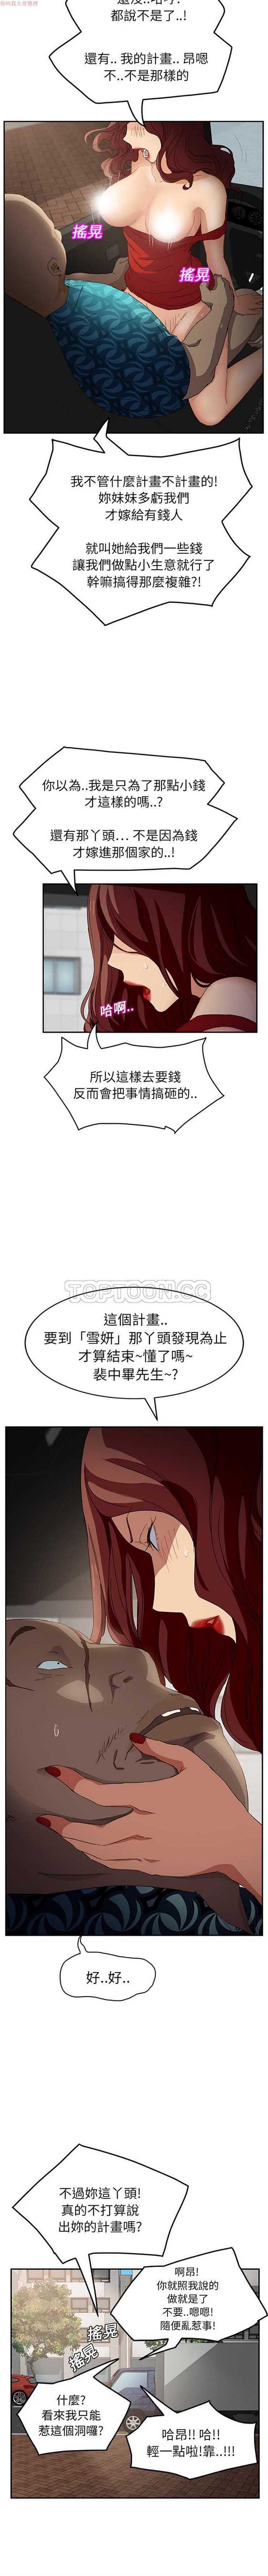 都說不是了..!
還有.. 我的計畫.. 昂嗯
不..不是那樣的
搖晃
搖晃
我不管什麼計畫不計畫的!
妳妹妹多虧我們
才嫁給有錢人
就叫她給我們一些錢
讓我們做點小生意就行了
幹嘛搞得那麼複雜?!
你以為..我是只為了那點小錢
才這樣的嗎..?
還有那丫頭... 不是因為錢
才嫁進那個家的..!
哈啊..
所以這樣去要錢
反而會把事情搞砸的..
TOPTOON.CC
這個計畫..
要到「雪妍」那丫頭發現為止
才算結束~懂了嗎~
裴中畢先生~?
好..好..
不過妳這丫頭!
真的不打算說
出妳的計畫嗎?
啊昂!
你就照我說的
做就是了
不要..嗯嗯!
隨便亂惹事!
搖晃
搖晃
什麼?
看來我只能
惹這個洞囉?
哈昂!! 哈!!
輕一點啦!靠..!!!